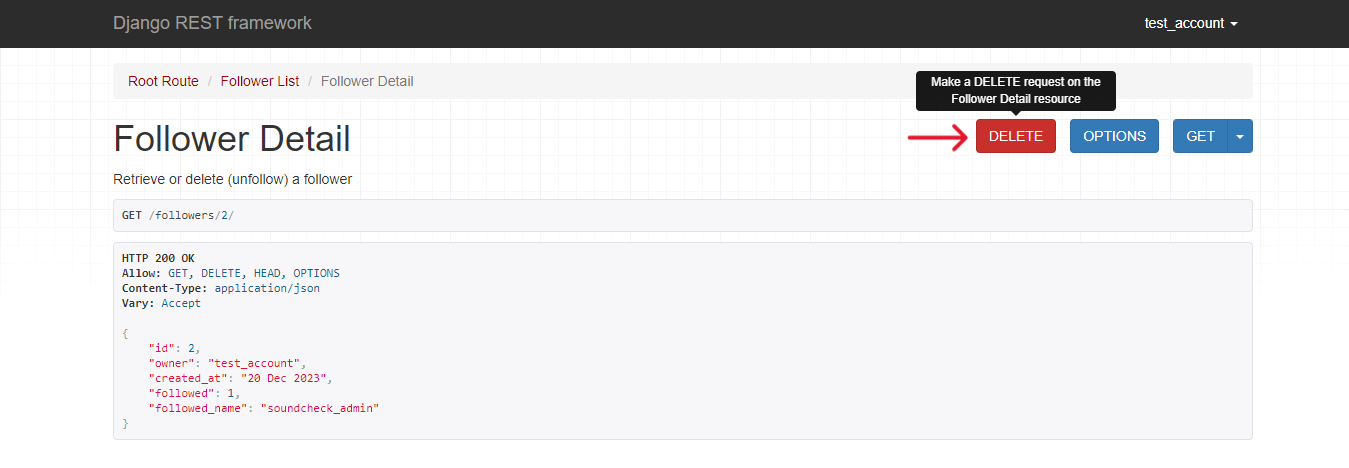 Django REST framework
test_account
Root Route / Follower List / Follower Detail
Make a DELETE request on the
Follower Detail resource
Follower Detail
DELETE
OPTIONS
GET
Retrieve or delete (unfollow) a follower
GET /followers/2/
HTTP 200 OK
Allow: GET, DELETE, HEAD, OPTIONS
Content-Type: application/json
Vary: Accept
{
    "id": 2,
    "owner": "test_account",
    "created_at": "20 Dec 2023",
    "followed": 1,
    "followed_name": "soundcheck_admin"
}